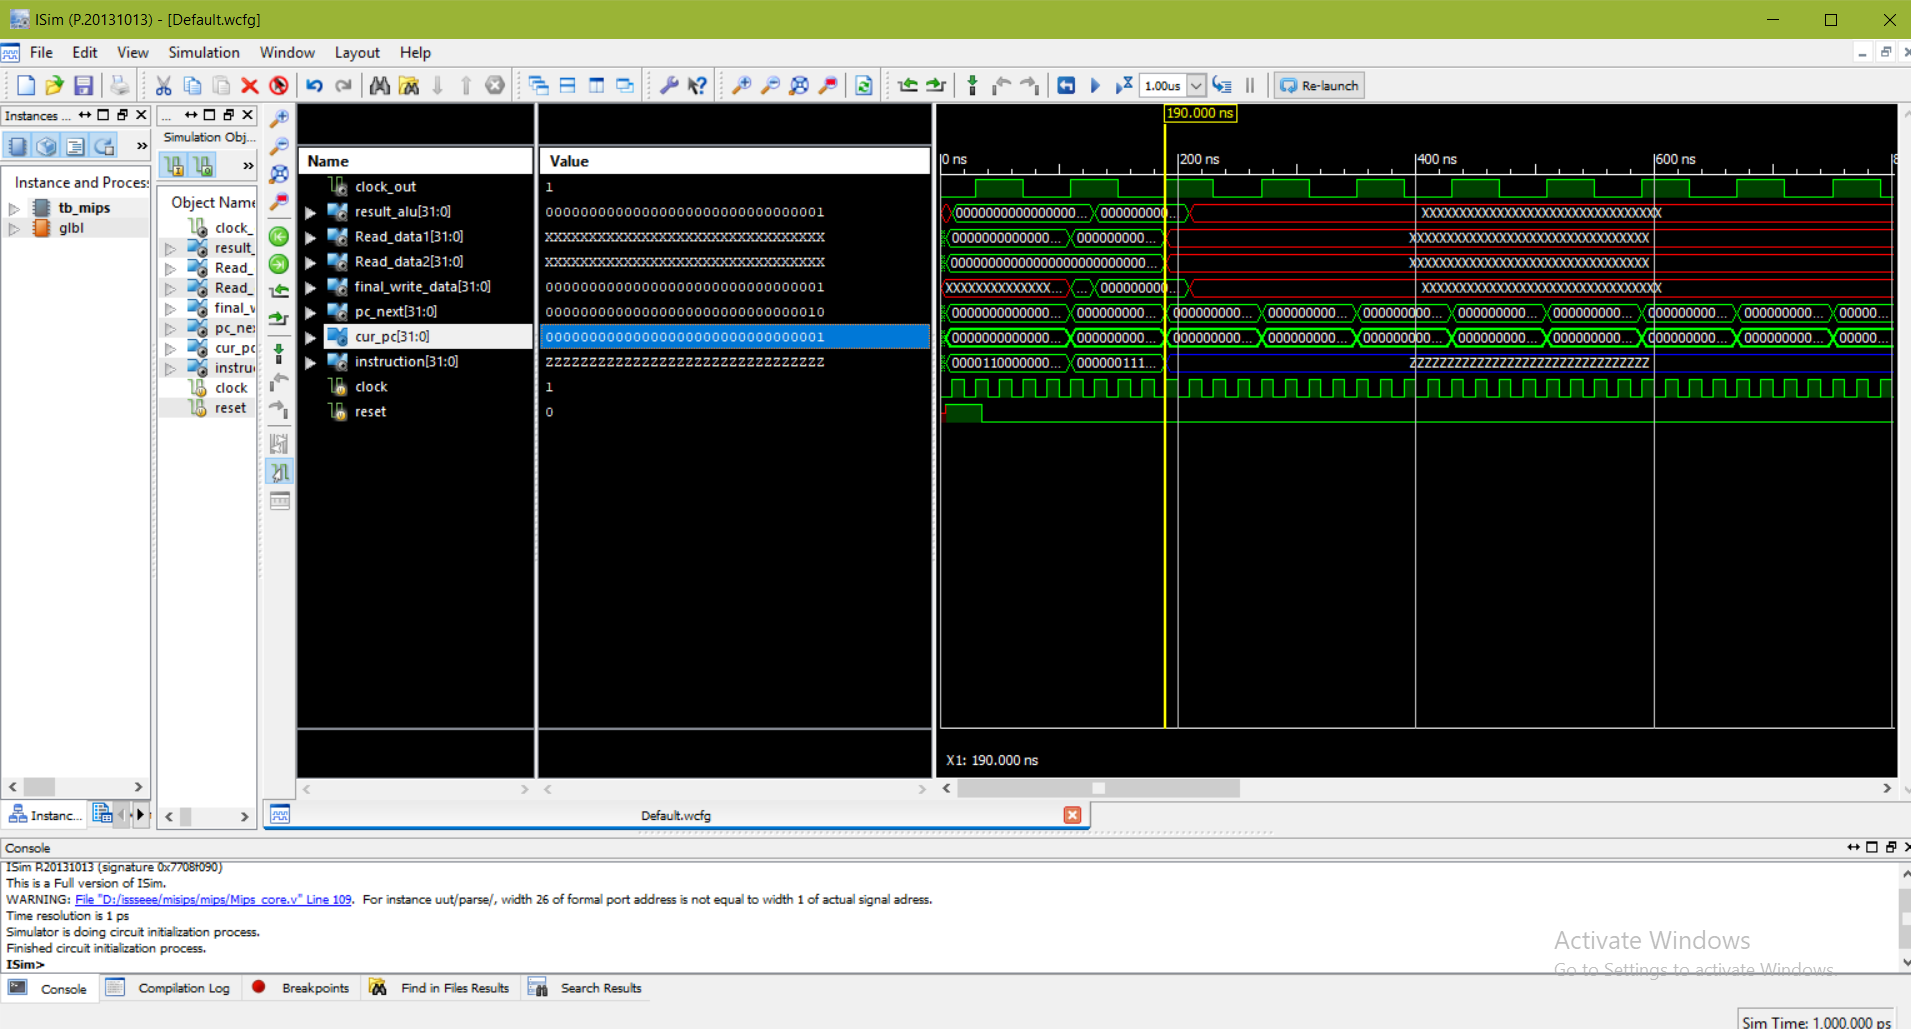 ISim (P.20131013) - [Default.wcfg]
File Edit View Simulation Window Layout Help
1.00us Re-launch
Instances ...
...
Simulation Obj...
Instance and Process
tb_mips
glbl
Object Name
clock_
result_
Read_
Read_
final_w
pc_nex
cur_pc
instruc
clock
reset
Name Value
clock_out 1
result_alu[31:0] 00000000000000000000000000000001
Read_data1[31:0] XXXXXXXXXXXXXXXXXXXXXXXXXXXXXXXX
Read_data2[31:0] XXXXXXXXXXXXXXXXXXXXXXXXXXXXXXXX
final_write_data[31:0] 00000000000000000000000000000001
pc_next[31:0] 00000000000000000000000000000010
cur_pc[31:0] 00000000000000000000000000000001
instruction[31:0] ZZZZZZZZZZZZZZZZZZZZZZZZZZZZZZZZ
clock 1
reset 0
190.000 ns
0 ns 200 ns 400 ns 600 ns 8
0000000000000000... 000000000... XXXXXXXXXXXXXXXXXXXXXXXXXXXXXXXX
0000000000000... 000000000... XXXXXXXXXXXXXXXXXXXXXXXXXXXXXXXX
00000000000000000000000000... XXXXXXXXXXXXXXXXXXXXXXXXXXXXXXXX
XXXXXXXXXXXXXX... ... 000000000... XXXXXXXXXXXXXXXXXXXXXXXXXXXXXXXX
0000000000000... 000000000... 000000000... 000000000... 000000000... 000000000... 000000000... 000000000... 000000000... 00000...
0000000000000... 000000000... 000000000... 000000000... 000000000... 000000000... 000000000... 000000000... 000000000... 00000...
0000110000000... 000000111... ZZZZZZZZZZZZZZZZZZZZZZZZZZZZZZZZ
X1: 190.000 ns
Instanc...
Default.wcfg
Console
ISim P.20131013 (signature 0x7708f090)
This is a Full version of ISim.
WARNING: File "D:/issseee/misips/mips/Mips_core.v" Line 109. For instance uut/parse/, width 26 of formal port address is not equal to width 1 of actual signal adress.
Time resolution is 1 ps
Simulator is doing circuit initialization process.
Finished circuit initialization process.
ISim>
Activate Windows
Go to Settings to activate Windows.
Console Compilation Log Breakpoints Find in Files Results Search Results
Sim Time: 1,000,000 ps